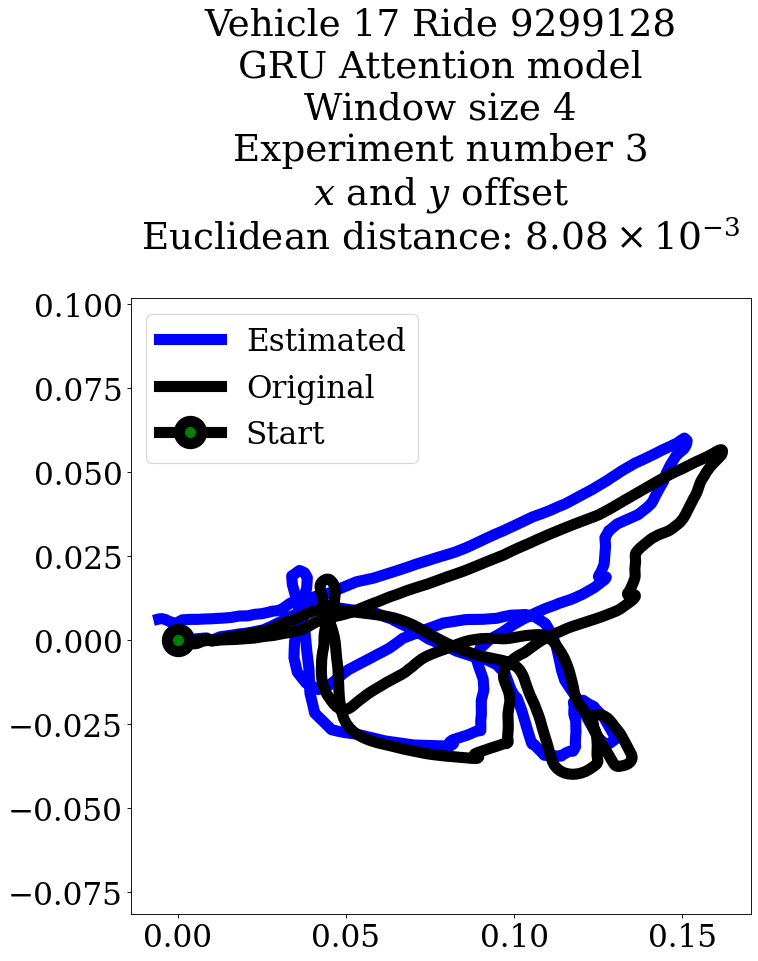 Vehicle 17 Ride 9299128
GRU Attention model
Window size 4
Experiment number 3
x and y offset
Euclidean distance: 8.08 × 10⁻³
0.100
0.075
0.050
0.025
0.000
−0.025
−0.050
−0.075
Estimated
Original
Start
0.00 0.05 0.10 0.15